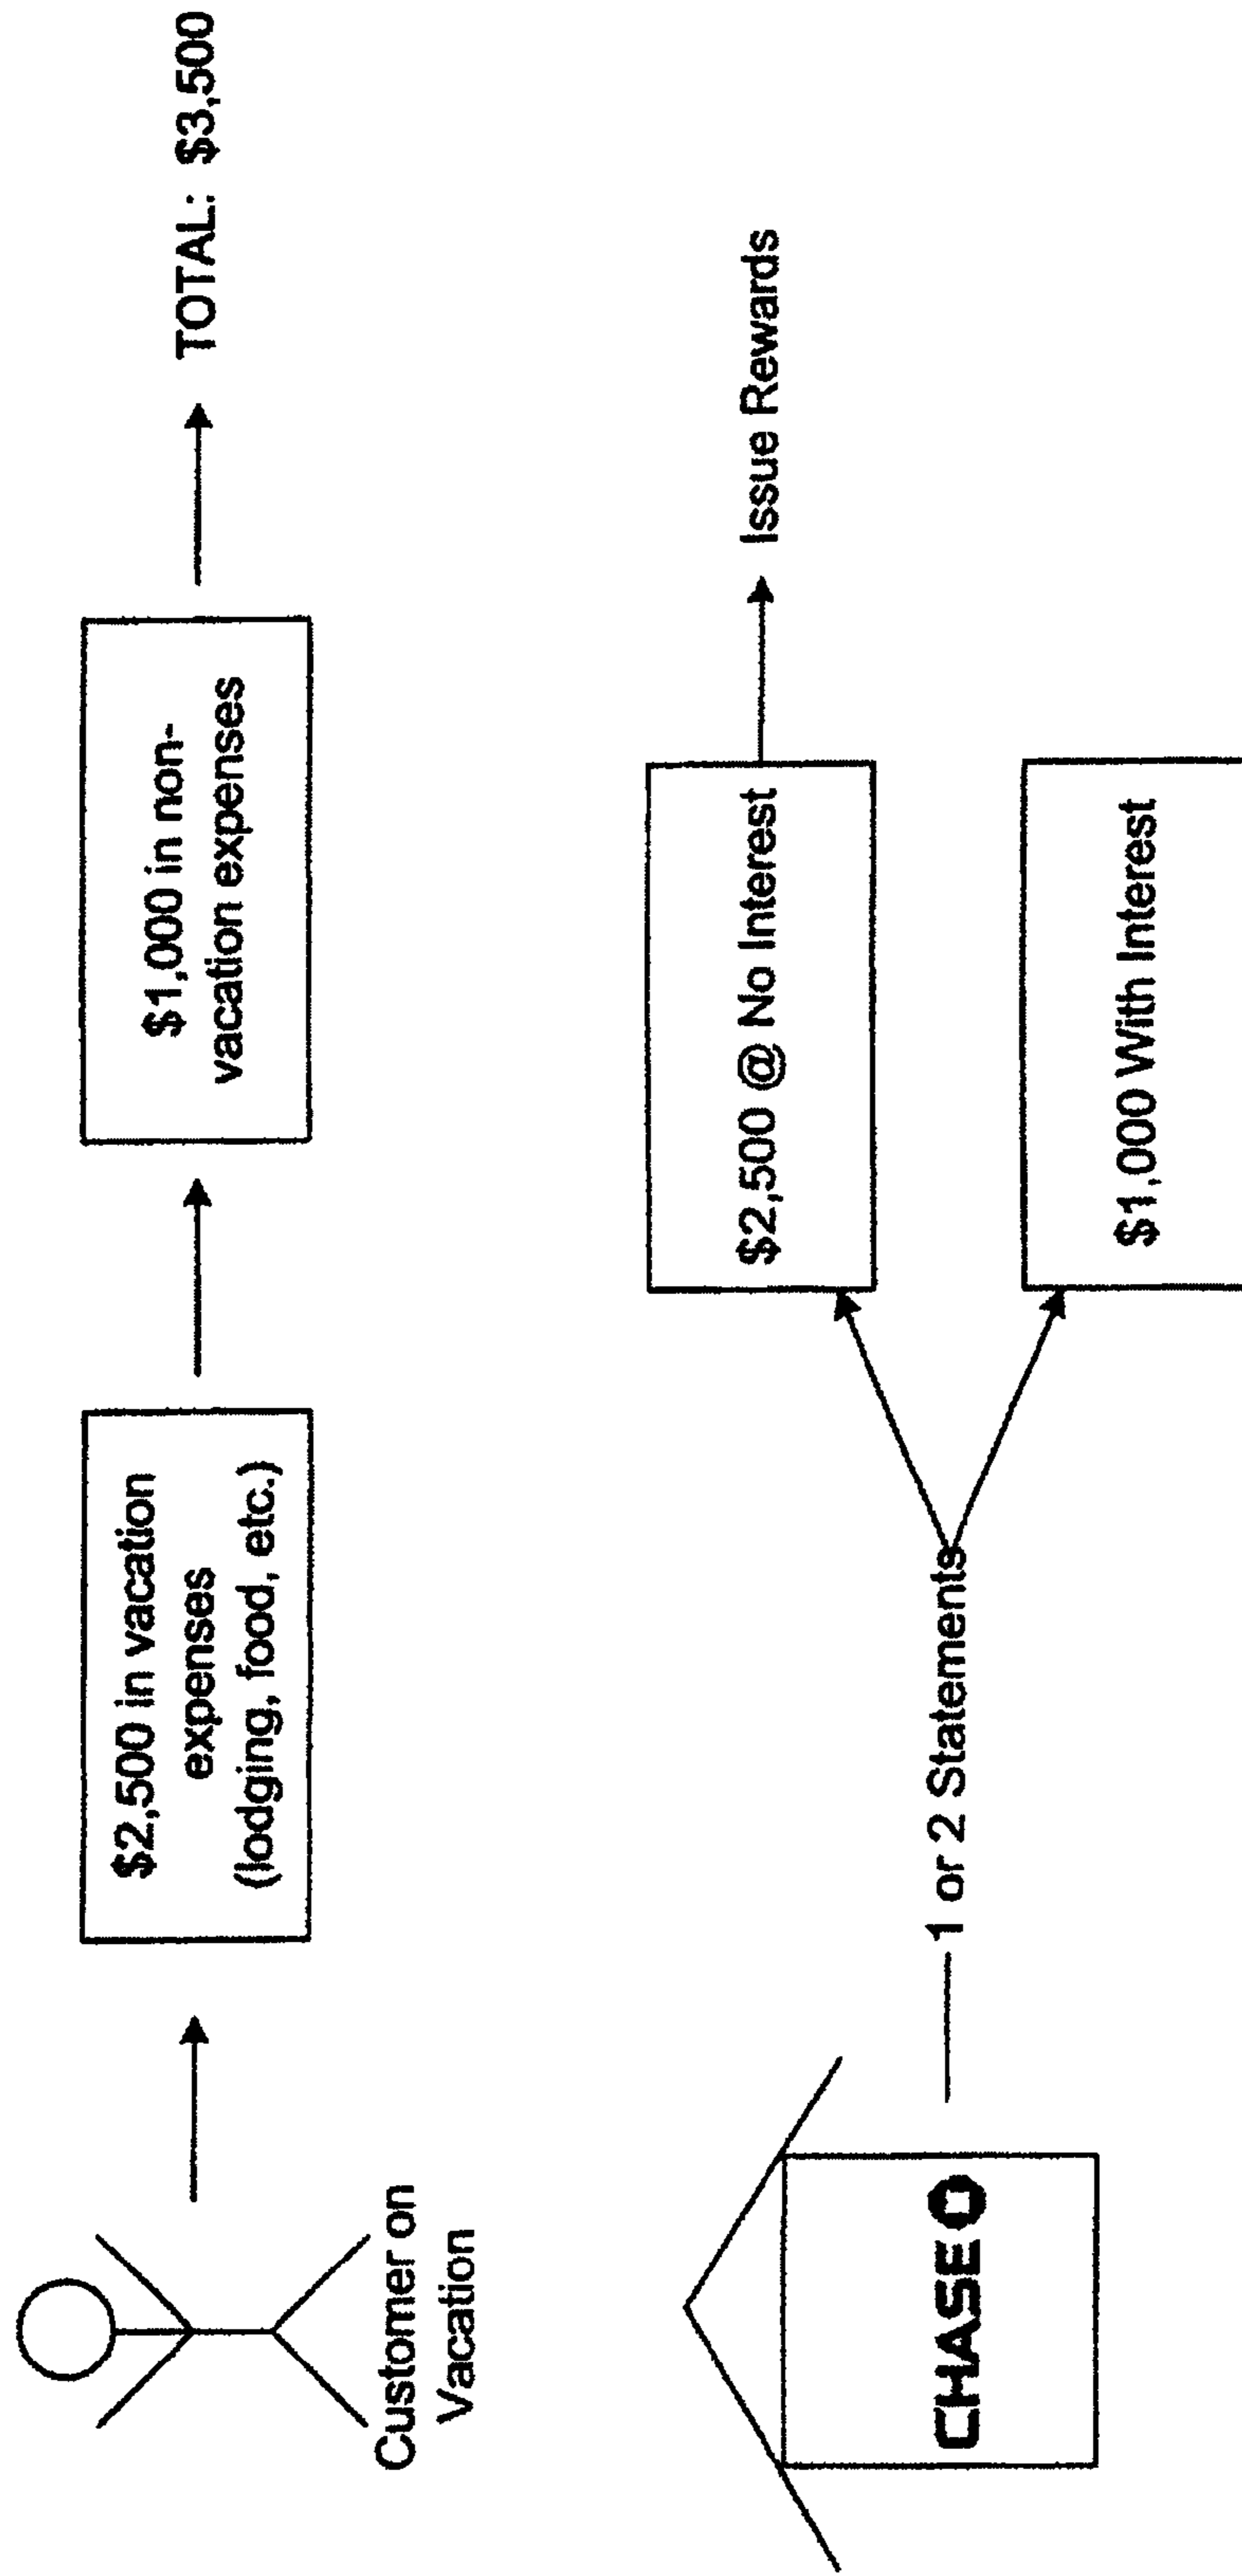 Customer on
Vacation
$2,500 in vacation
expenses
(lodging, food, etc.)
$1,000 in non-
vacation expenses
TOTAL: $3,500
CHASE
1 or 2 Statements
$2,500 @ No Interest
Issue Rewards
$1,000 With Interest